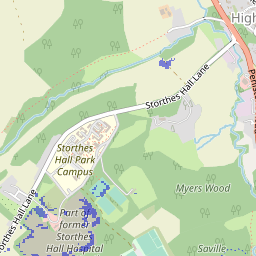 High
Storthes Hall Lane
Penist
Storthes
Hall Park
Campus
Myers Wood
Storthes Hall Lane
Part of
former
Storthes
Hall Hospital
Saville